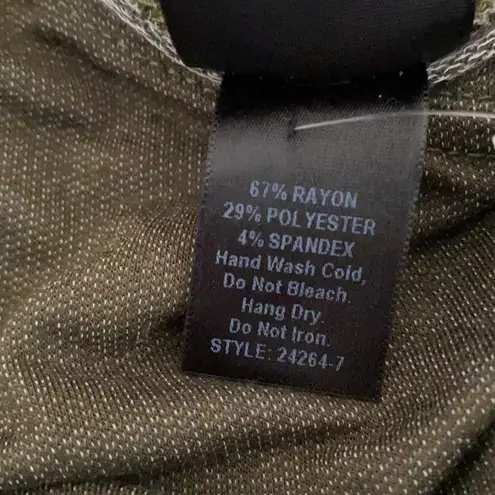 67% RAYON
29% POLYESTER
4% SPANDEX
Hand Wash Cold,
Do Not Bleach.
Hang Dry.
Do Not Iron.
STYLE: 24264-7